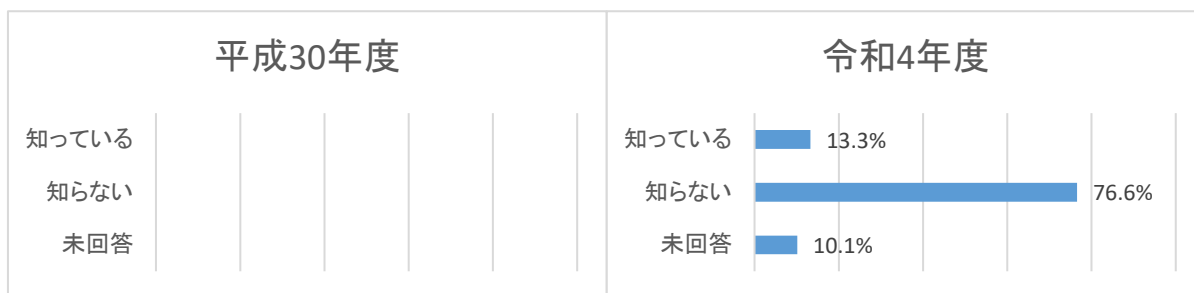 平成30年度
知っている
知らない
未回答
令和4年度
知っている 13.3%
知らない 76.6%
未回答 10.1%